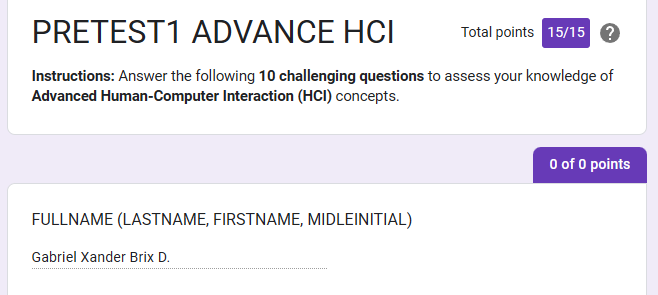 PRETEST1 ADVANCE HCI
Total points 15/15 ?
Instructions: Answer the following 10 challenging questions to assess your knowledge of
Advanced Human-Computer Interaction (HCI) concepts.
0 of 0 points
FULLNAME (LASTNAME, FIRSTNAME, MIDLEINITIAL)
Gabriel Xander Brix D.